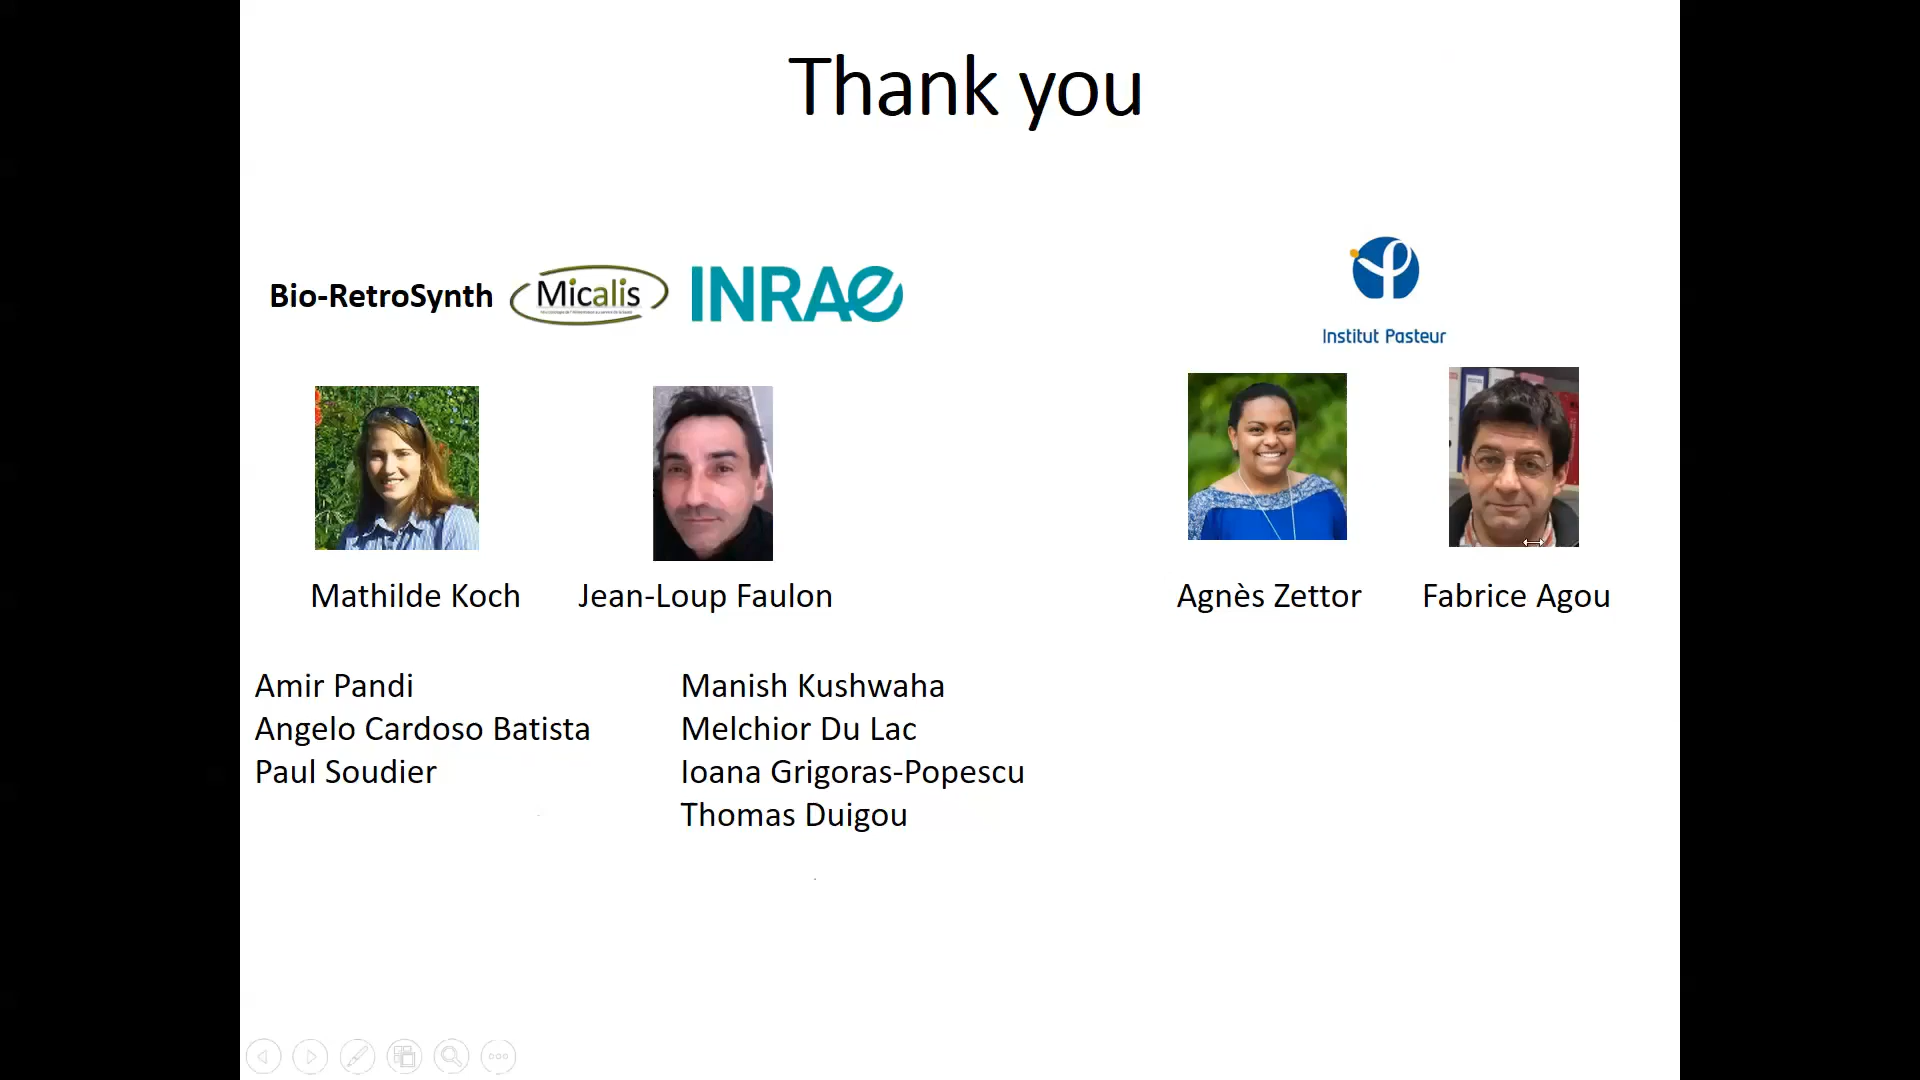 Thank you
Bio-RetroSynth
Micalis
INRAE
Institut Pasteur
Mathilde Koch
Jean-Loup Faulon
Agnès Zettor
Fabrice Agou
Amir Pandi
Angelo Cardoso Batista
Paul Soudier
Manish Kushwaha
Melchior Du Lac
Ioana Grigoras-Popescu
Thomas Duigou